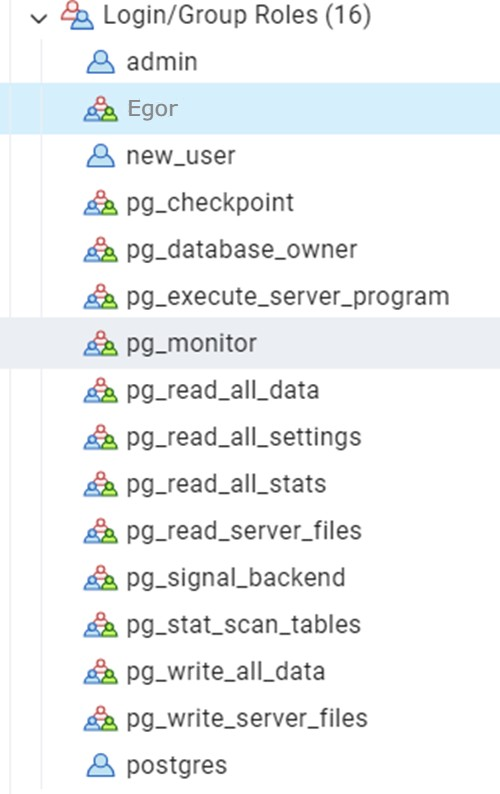 Login/Group Roles (16)
admin
Egor
new_user
pg_checkpoint
pg_database_owner
pg_execute_server_program
pg_monitor
pg_read_all_data
pg_read_all_settings
pg_read_all_stats
pg_read_server_files
pg_signal_backend
pg_stat_scan_tables
pg_write_all_data
pg_write_server_files
postgres